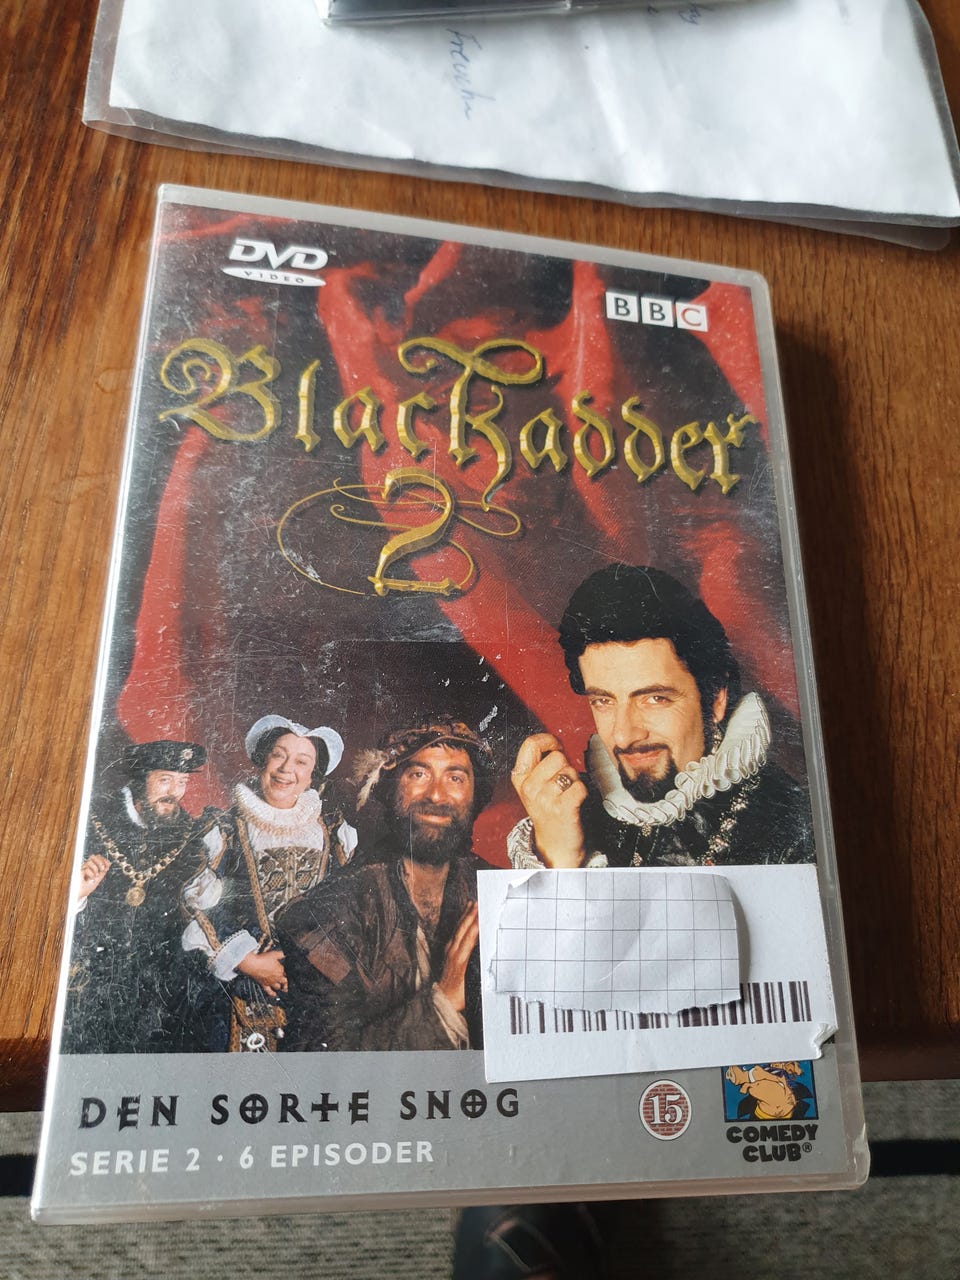 DVD
VIDEO
BBC
Blackadder
2
DEN SORTE SNOG
SERIE 2 · 6 EPISODER
15
COMEDY
CLUB®